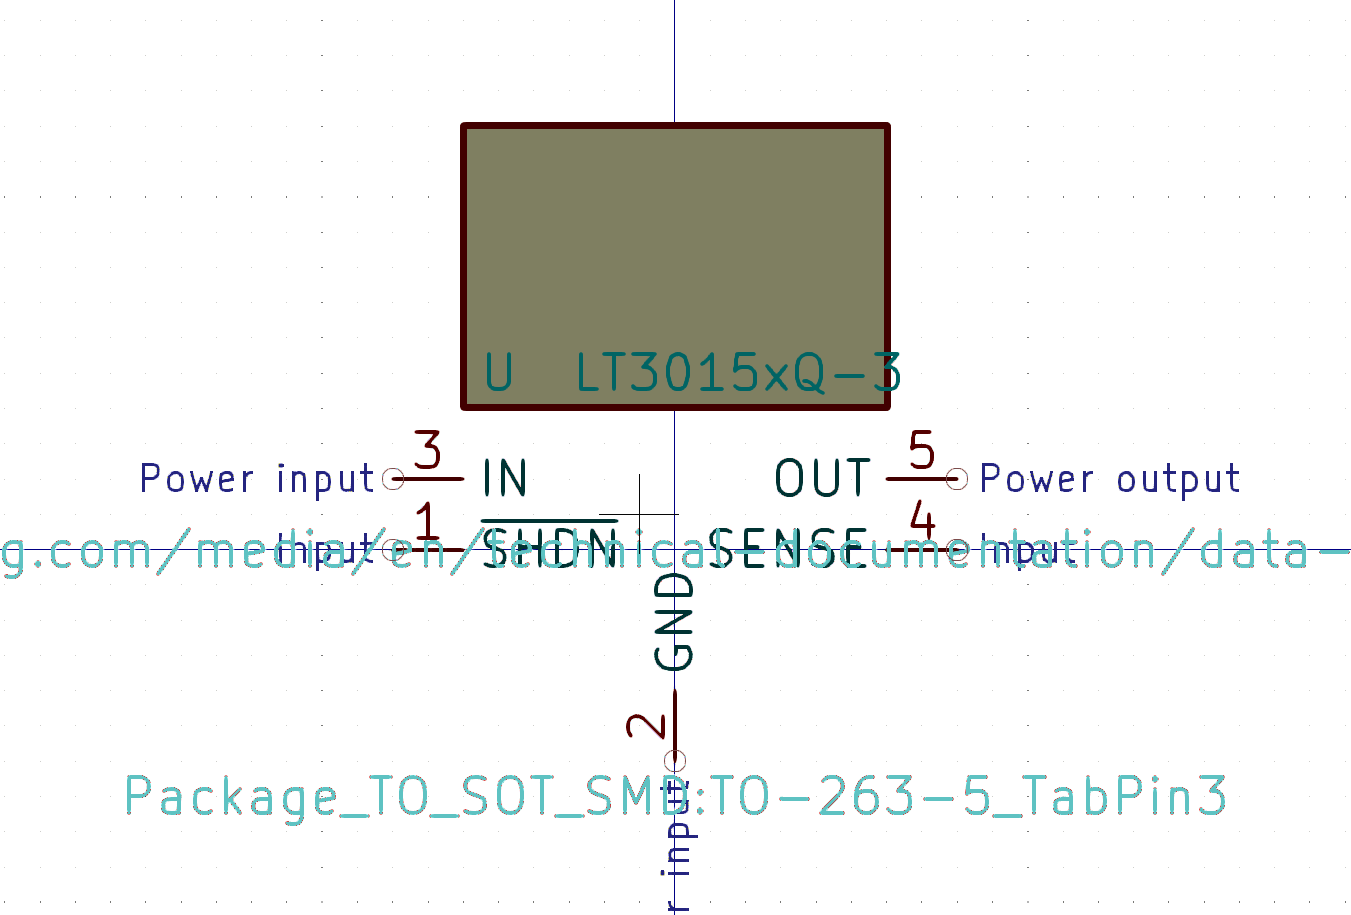 U LT3015xQ-3
3 5
Power input IN OUT Power output
1 4
Input SHDN SENSE Input
g.com/media/en/technical-documentation/data-
GND
2
Package_TO_SOT_SMD:TO-263-5_TabPin3
r input